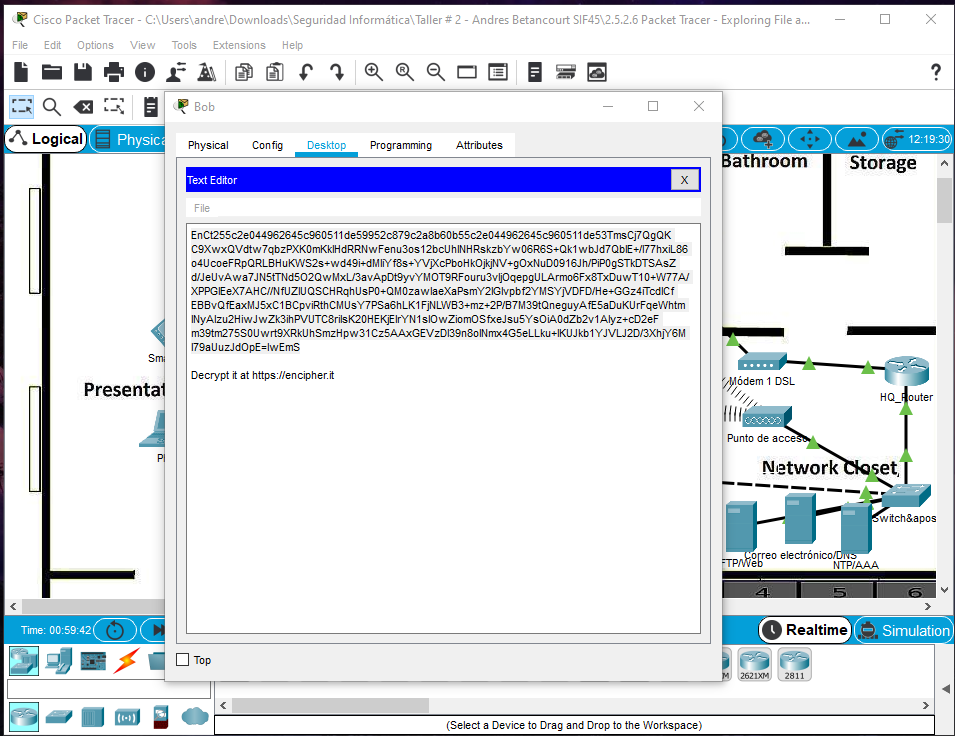 Cisco Packet Tracer - C:\Users\andre\Downloads\Seguridad Informática\Taller # 2 - Andres Betancourt SIF45\2.5.2.6 Packet Tracer - Exploring File a...
File Edit Options View Tools Extensions Help
Bob
Logical
Physica
12:19:30
Physical Config Desktop Programming Attributes
Text Editor
X
File
EnCt255c2e044962645c960511de59952c879c2a8b60b55c2e044962645c960511de53TmsCj7QgQK
C9XwxQVdtw7qbzPXK0mKklHdRRNwFenu3os12bcUhlNHRskzbYw06R6S+Qk1wbJd7QblE+/l77hxiL86
o4UcoeFRpQRLBHuKWS2s+wd49i+dMliYf8s+YVjXcPboHkOjkjNV+gOxNuD0916Jh/PiP0gSTkDTSAsZ
d/JeUvAwa7JN5tTNd5O2QwMxL/3avApDt9yvYMOT9RFouru3vljOqepgULArmo6Fx8TxDuwT10+W77A/
XPPGlEeX7AHC//NfUZlUQSCHRqhUsP0+QM0zawlaeXaPsmY2lGlvpbf2YMSYjVDFD/He+GGz4iTcdlCf
EBBvQfEaxMJ5xC1BCpviRthCMUsY7PSa6hLK1FjNLWB3+mz+2P/B7M39tQneguyAfE5aDuKUrFqeWhtm
lNyAlzu2HiwJwZk3ihPVUTC8rilsK20HEKjElrYN1slOwZiomOSfxeJsu5YsOiA0dZb2v1Alyz+cD2eF
m39tm275S0Uwrt9XRkUhSmzHpw31Cz5AAxGEVzDl39n8olNmx4G5eLLku+lKUJkb1YJVLJ2D/3XhjY6M
l79aUuzJdOpE=lwEmS
Decrypt it at https://encipher.it
Top
Bathroom
Storage
Sma
Presentat
Pl
Módem 1 DSL
HQ_Router
Punto de acceso
Network Closet
Switch&apos
Correo electrónico/DNS
FTP/Web
NTP/AAA
4 5 6
Time: 00:59:42
Realtime
Simulation
2621XM
2811
(Select a Device to Drag and Drop to the Workspace)